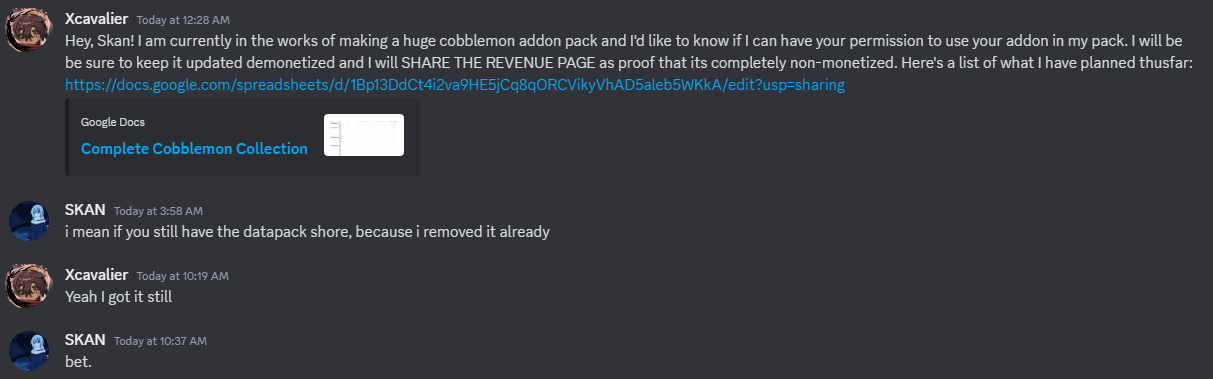 Xcavalier Today at 12:28 AM
Hey, Skan! I am currently in the works of making a huge cobblemon addon pack and I'd like to know if I can have your permission to use your addon in my pack. I will be
be sure to keep it updated demonetized and I will SHARE THE REVENUE PAGE as proof that its completely non-monetized. Here's a list of what I have planned thusfar:
https://docs.google.com/spreadsheets/d/1Bp13DdCt4i2va9HE5jCq8qORCVikyVhAD5aleb5WKkA/edit?usp=sharing
Google Docs
Complete Cobblemon Collection
SKAN Today at 3:58 AM
i mean if you still have the datapack shore, because i removed it already
Xcavalier Today at 10:19 AM
Yeah I got it still
SKAN Today at 10:37 AM
bet.